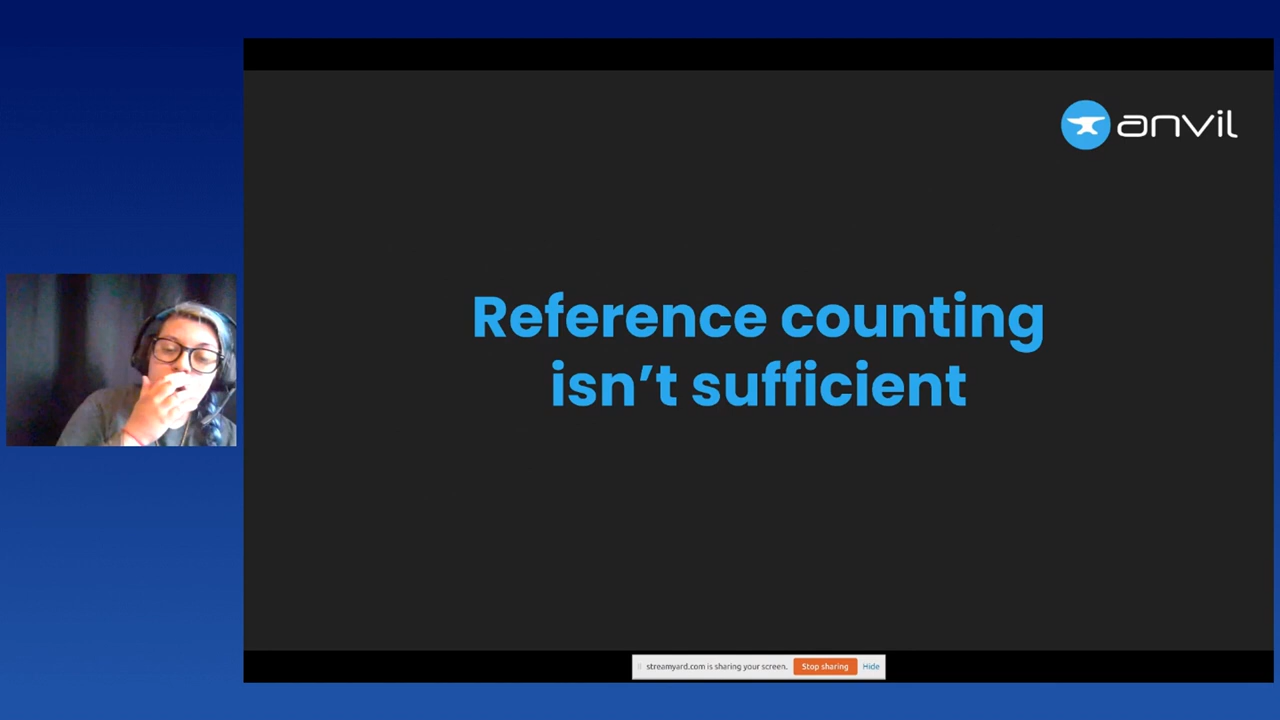 anvil
Reference counting
isn’t sufficient
streamyard.com is sharing your screen.
Stop sharing
Hide